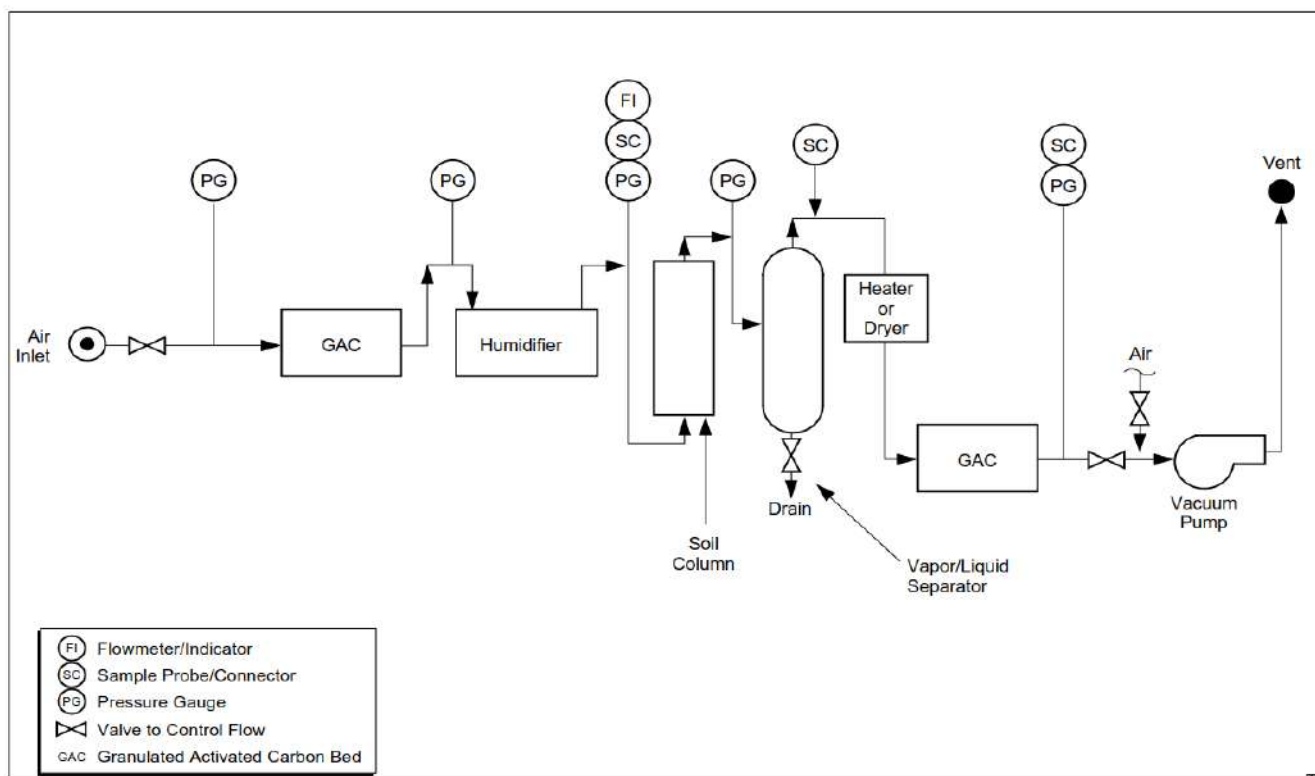 FI
SC
PG
PG
PG
PG
SC
SC
PG
Vent
Air
Inlet
GAC
Humidifier
Heater
or
Dryer
Air
GAC
Vacuum
Pump
Drain
Soil
Column
Vapor/Liquid
Separator
FI Flowmeter/Indicator
SC Sample Probe/Connector
PG Pressure Gauge
Valve to Control Flow
GAC Granulated Activated Carbon Bed